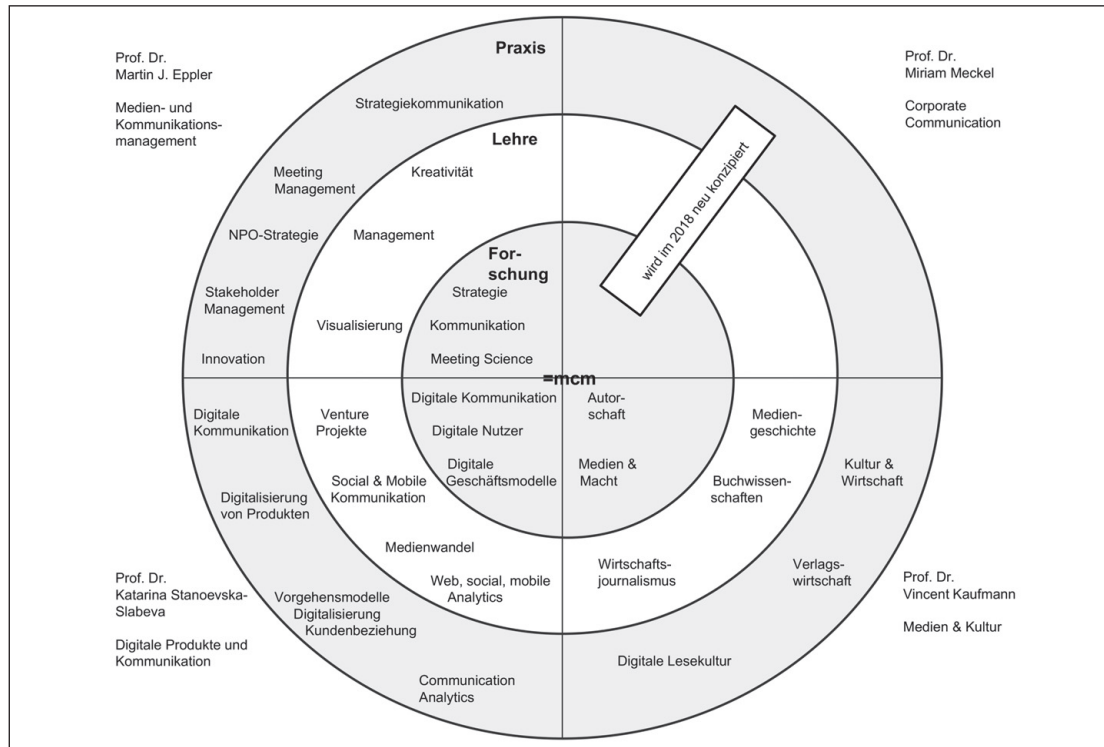 Prof. Dr.
Martin J. Eppler
Medien- und
Kommunikations-
management
Prof. Dr.
Miriam Meckel
Corporate
Communication
Praxis
Strategiekommunikation
Meeting
Management
NPO-Strategie
Stakeholder
Management
Innovation
Lehre
Kreativität
Management
Visualisierung
For-
schung
Strategie
Kommunikation
Meeting Science
wird im 2018 neu konzipiert
=mcm
Digitale Kommunikation
Digitale Nutzer
Digitale
Geschäftsmodelle
Autor-
schaft
Medien &
Macht
Venture
Projekte
Social & Mobile
Kommunikation
Medienwandel
Web, social, mobile
Analytics
Medien-
geschichte
Buchwissen-
schaften
Wirtschafts-
journalismus
Digitale
Kommunikation
Digitalisierung
von Produkten
Vorgehensmodelle
Digitalisierung
Kundenbeziehung
Communication
Analytics
Kultur &
Wirtschaft
Verlags-
wirtschaft
Digitale Lesekultur
Prof. Dr.
Katarina Stanoevska-
Slabeva
Digitale Produkte und
Kommunikation
Prof. Dr.
Vincent Kaufmann
Medien & Kultur